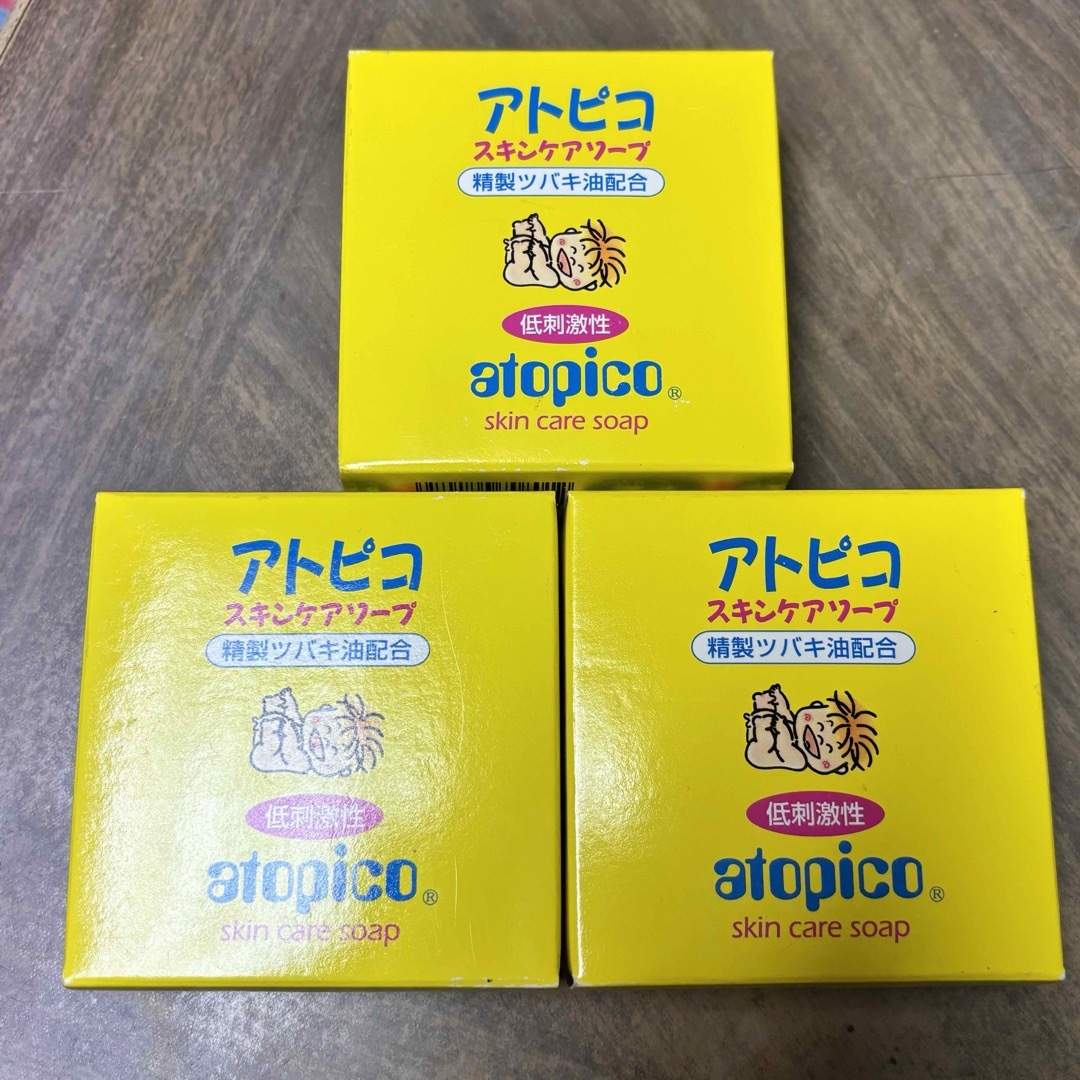 アトピコ
スキンケアソープ
精製ツバキ油配合
低刺激性
atopico®
skin care soap
アトピコ
スキンケアソープ
精製ツバキ油配合
低刺激性
atopico®
skin care soap
アトピコ
スキンケアソープ
精製ツバキ油配合
低刺激性
atopico®
skin care soap